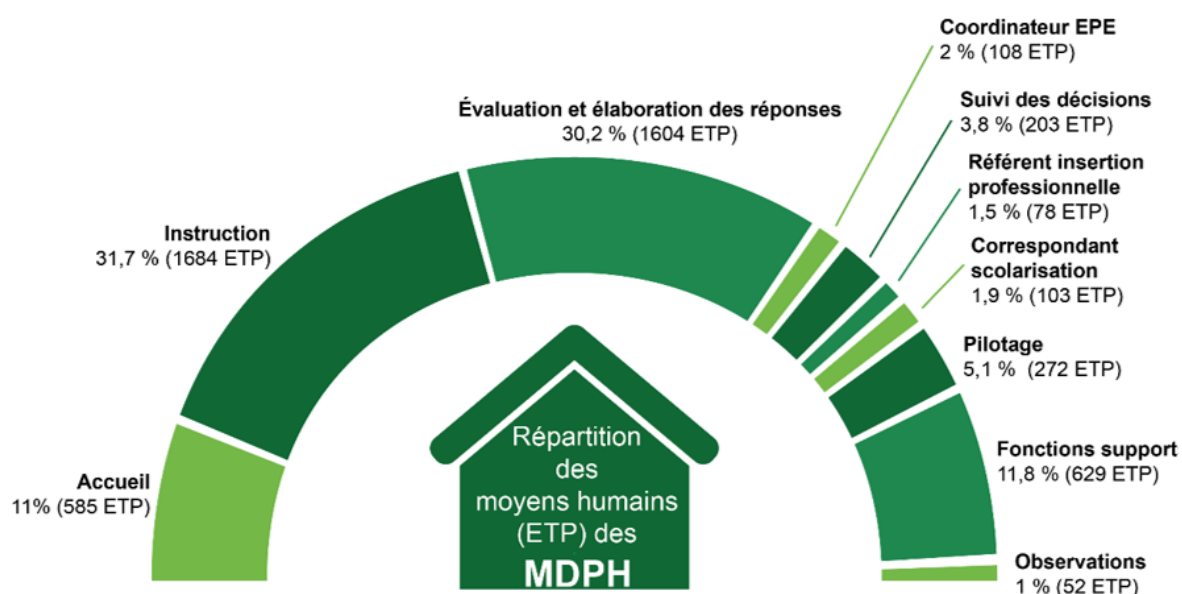 Coordinateur EPE
2 % (108 ETP)
Suivi des décisions
3,8 % (203 ETP)
Évaluation et élaboration des réponses
30,2 % (1604 ETP)
Référent insertion
professionnelle
1,5 % (78 ETP)
Instruction
31,7 % (1684 ETP)
Correspondant
scolarisation
1,9 % (103 ETP)
Pilotage
5,1 % (272 ETP)
Répartition
des
moyens humains
(ETP) des
MDPH
Fonctions support
11,8 % (629 ETP)
Accueil
11% (585 ETP)
Observations
1 % (52 ETP)